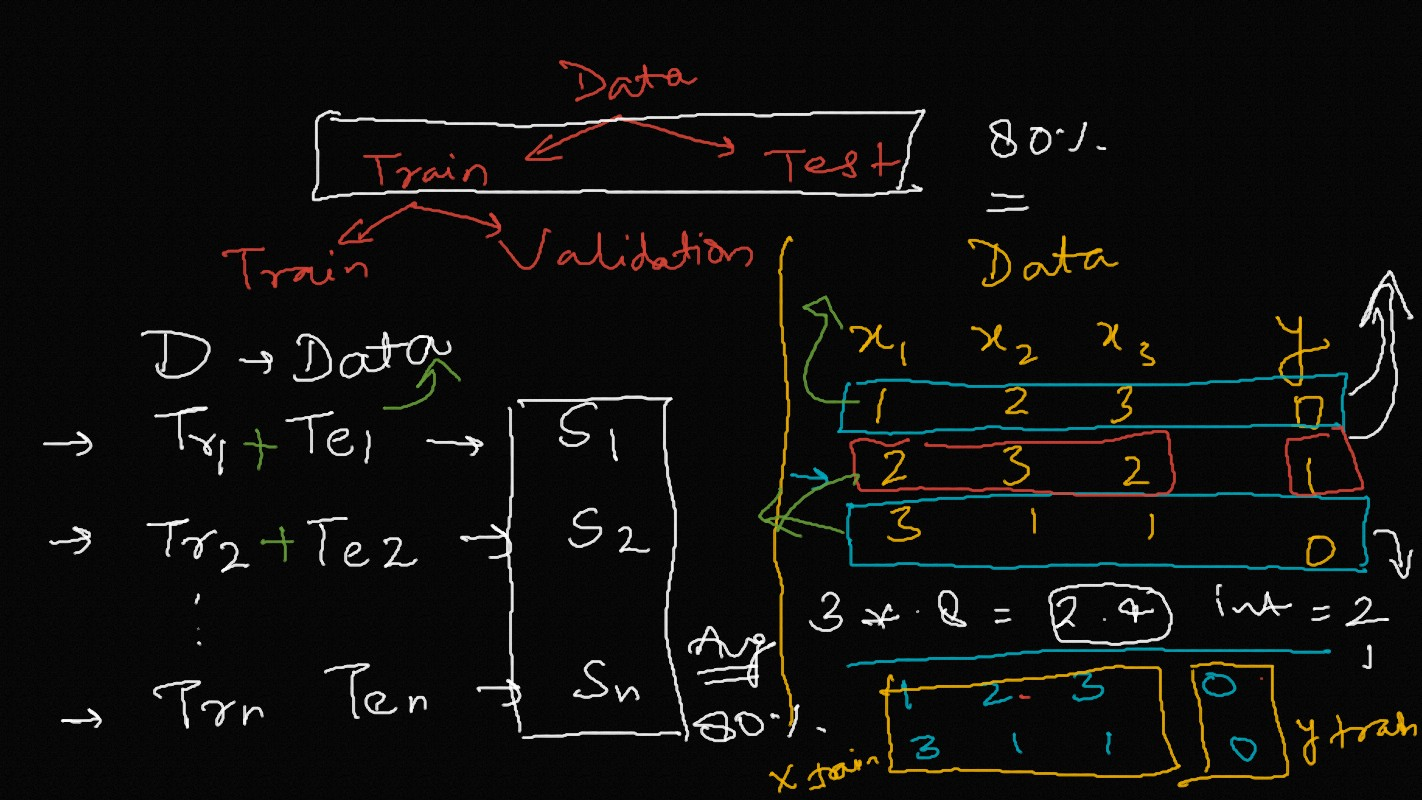 Data
Train Test 80%
Train Validation
D → Data
Tr1 + Te1 → S1
Tr2 + Te2 → S2
Trn Ten → Sn
Avg
80%
Data
x1 x2 x3 y
1 2 3 0
2 3 2 1
3 1 1 0
3 * .8 = 2.4 int = 2
1
1 2 3 0
3 1 1 0
x train y train